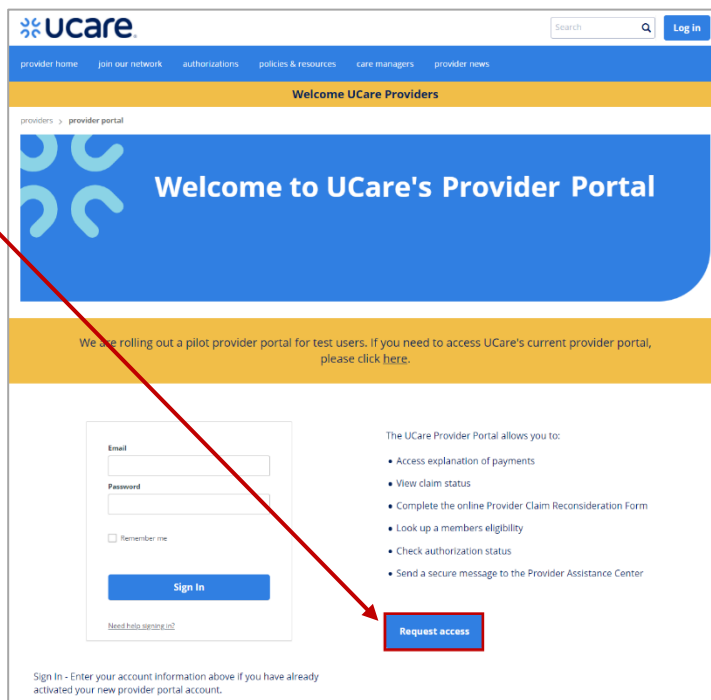 ucare.
Search
Log in
provider home join our network authorizations policies & resources care managers provider news
Welcome UCare Providers
providers > provider portal
Welcome to UCare's Provider Portal
We are rolling out a pilot provider portal for test users. If you need to access UCare's current provider portal,
please click here.
Email
Password
Remember me
Sign In
Need help signing in?
The UCare Provider Portal allows you to:
• Access explanation of payments
• View claim status
• Complete the online Provider Claim Reconsideration Form
• Look up a members eligibility
• Check authorization status
• Send a secure message to the Provider Assistance Center
Request access
Sign In - Enter your account information above if you have already
activated your new provider portal account.